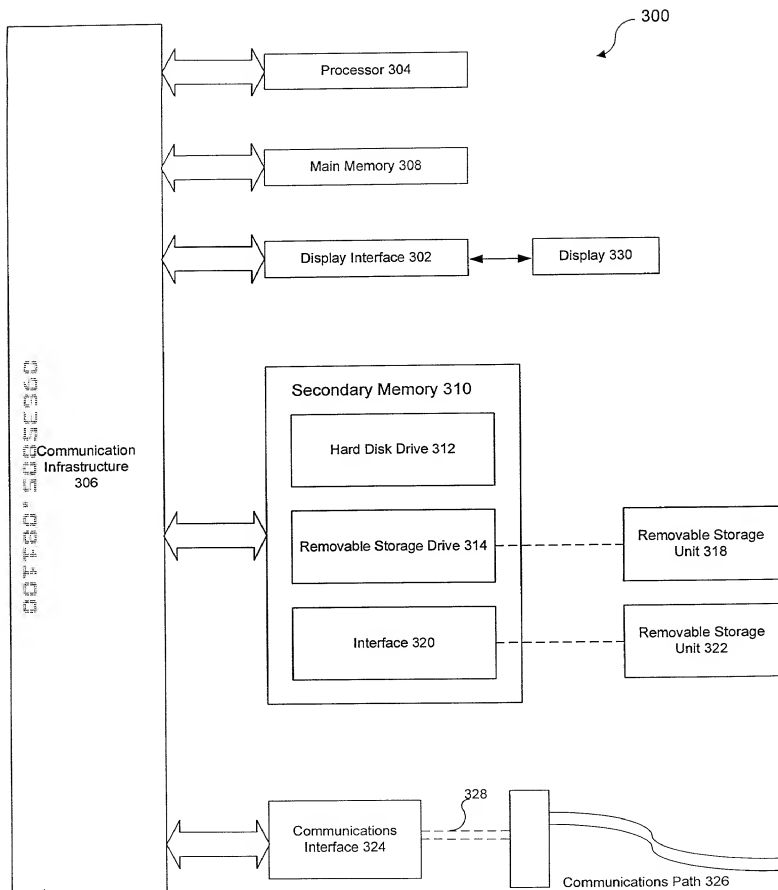 300
Processor 304
Main Memory 308
Display Interface 302
Display 330
Secondary Memory 310
Hard Disk Drive 312
Communication
Infrastructure
306
Removable Storage Drive 314
Removable Storage
Unit 318
Interface 320
Removable Storage
Unit 322
328
Communications
Interface 324
Communications Path 326